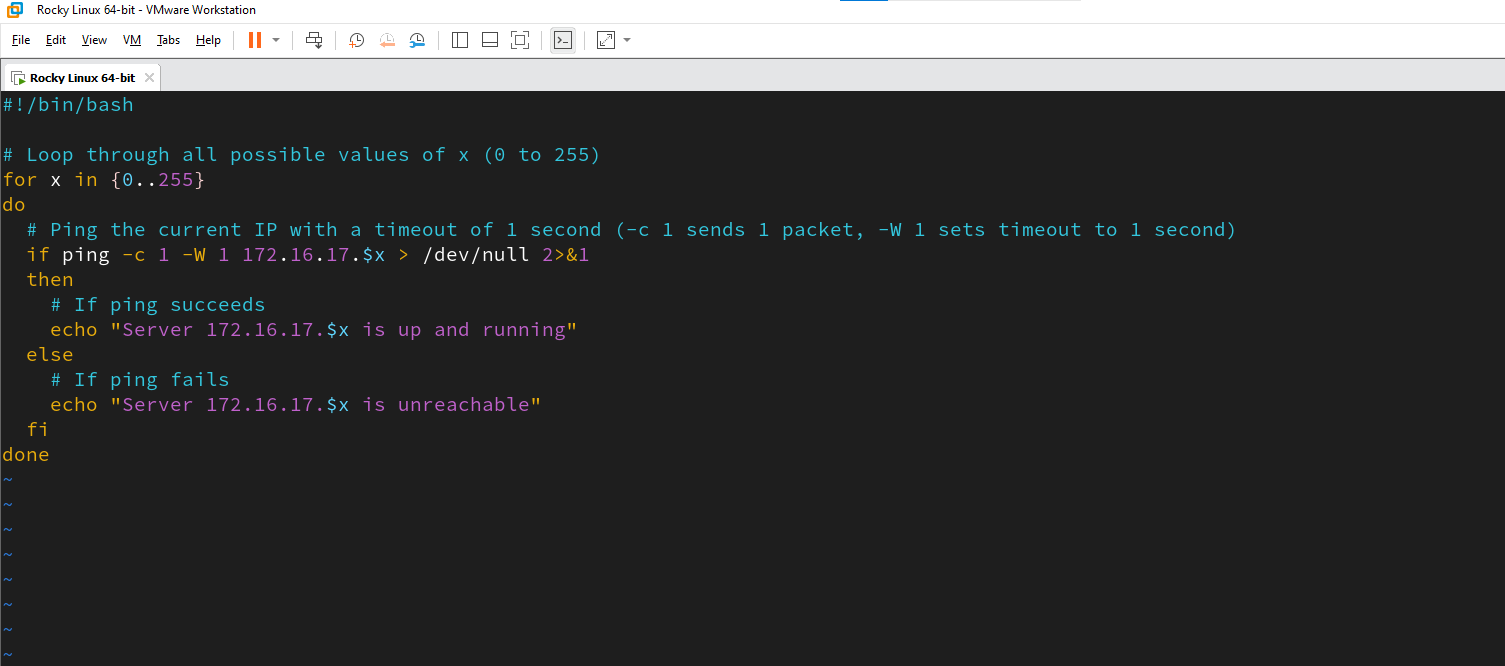 Rocky Linux 64-bit - VMware Workstation
File Edit View VM Tabs Help
Rocky Linux 64-bit
#!/bin/bash
# Loop through all possible values of x (0 to 255)
for x in {0..255}
do
  # Ping the current IP with a timeout of 1 second (-c 1 sends 1 packet, -W 1 sets timeout to 1 second)
  if ping -c 1 -W 1 172.16.17.$x > /dev/null 2>&1
  then
    # If ping succeeds
    echo "Server 172.16.17.$x is up and running"
  else
    # If ping fails
    echo "Server 172.16.17.$x is unreachable"
  fi
done
~
~
~
~
~
~
~
~